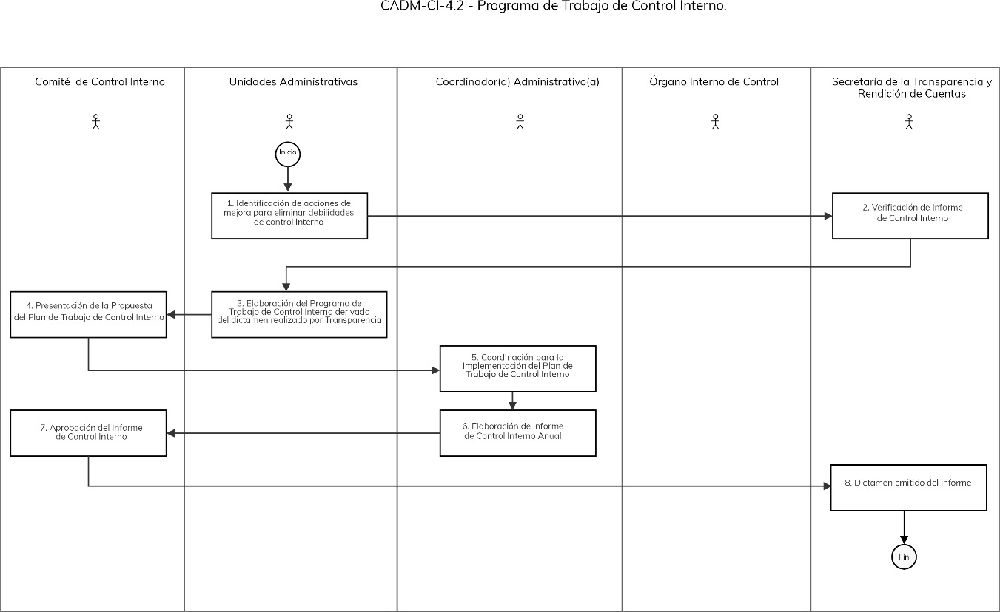 CADM-CI-4.2 - Programa de Trabajo de Control Interno.
Comité de Control Interno
Unidades Administrativas
Coordinador(a) Administrativo(a)
Órgano Interno de Control
Secretaría de la Transparencia y
Rendición de Cuentas
Inicio
1. Identificación de acciones de
mejora para eliminar debilidades
de control interno
2. Verificación de Informe
de Control Interno
3. Elaboración del Programa de
Trabajo de Control Interno derivado
del dictamen realizado por Transparencia
4. Presentación de la Propuesta
del Plan de Trabajo de Control Interno
5. Coordinación para la
Implementación del Plan de
Trabajo de Control Interno
6. Elaboración de Informe
de Control Interno Anual
7. Aprobación del Informe
de Control Interno
8. Dictamen emitido del informe
Fin